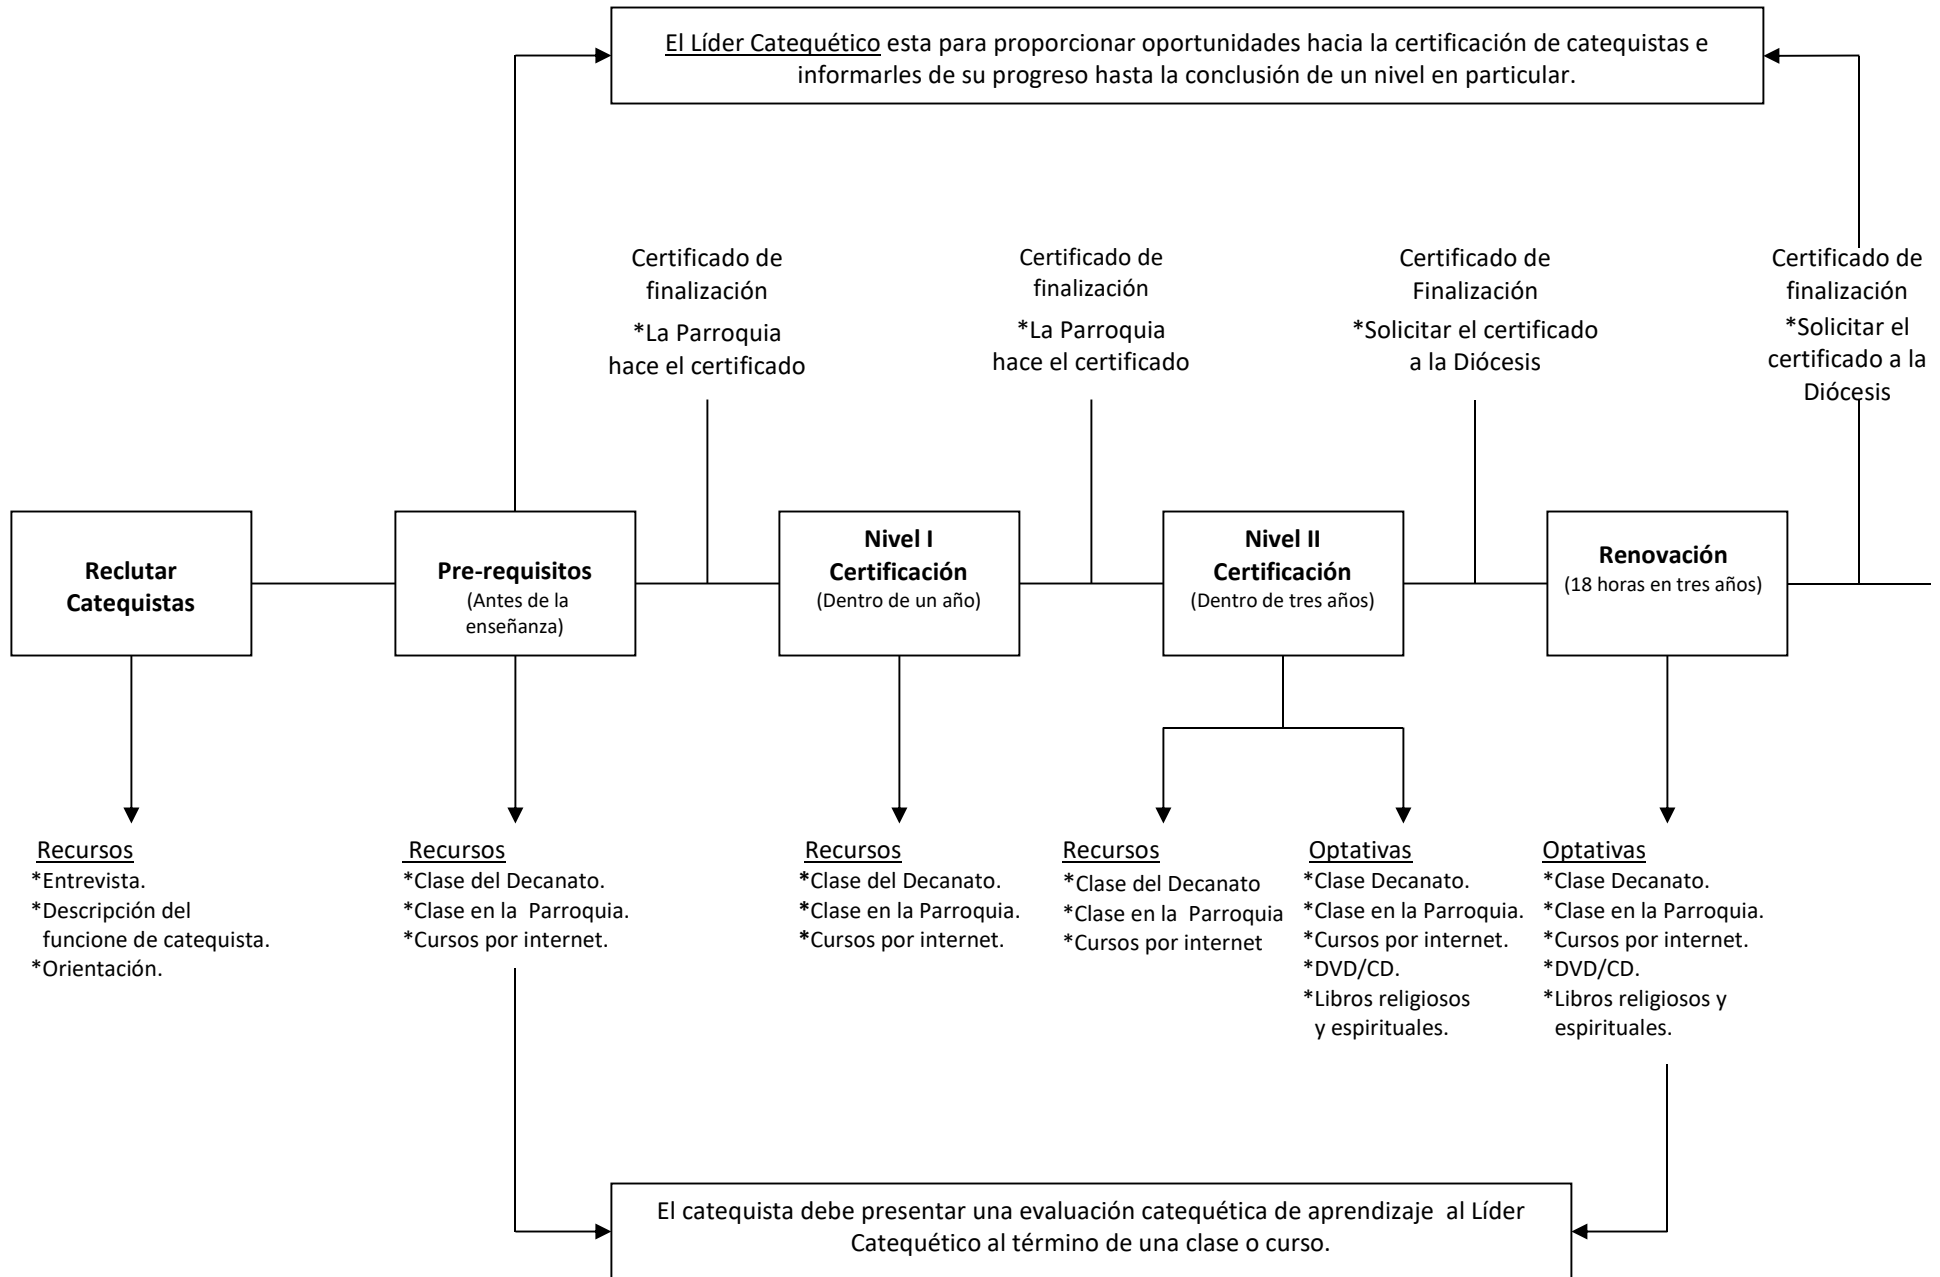 El Líder Catequético esta para proporcionar oportunidades hacia la certificación de catequistas e
informarles de su progreso hasta la conclusión de un nivel en particular.
Certificado de
finalización
*La Parroquia
hace el certificado
Certificado de
finalización
*La Parroquia
hace el certificado
Certificado de
Finalización
*Solicitar el certificado
a la Diócesis
Certificado de
finalización
*Solicitar el
certificado a la
Diócesis
Reclutar
Catequistas
Pre-requisitos
(Antes de la
enseñanza)
Nivel I
Certificación
(Dentro de un año)
Nivel II
Certificación
(Dentro de tres años)
Renovación
(18 horas en tres años)
Recursos
*Entrevista.
*Descripción del
funcione de catequista.
*Orientación.
Recursos
*Clase del Decanato.
*Clase en la Parroquia.
*Cursos por internet.
Recursos
*Clase del Decanato.
*Clase en la Parroquia.
*Cursos por internet.
Recursos
*Clase del Decanato
*Clase en la Parroquia
*Cursos por internet
Optativas
*Clase Decanato.
*Clase en la Parroquia.
*Cursos por internet.
*DVD/CD.
*Libros religiosos
y espirituales.
Optativas
*Clase Decanato.
*Clase en la Parroquia.
*Cursos por internet.
*DVD/CD.
*Libros religiosos y
espirituales.
El catequista debe presentar una evaluación catequética de aprendizaje al Líder
Catequético al término de una clase o curso.